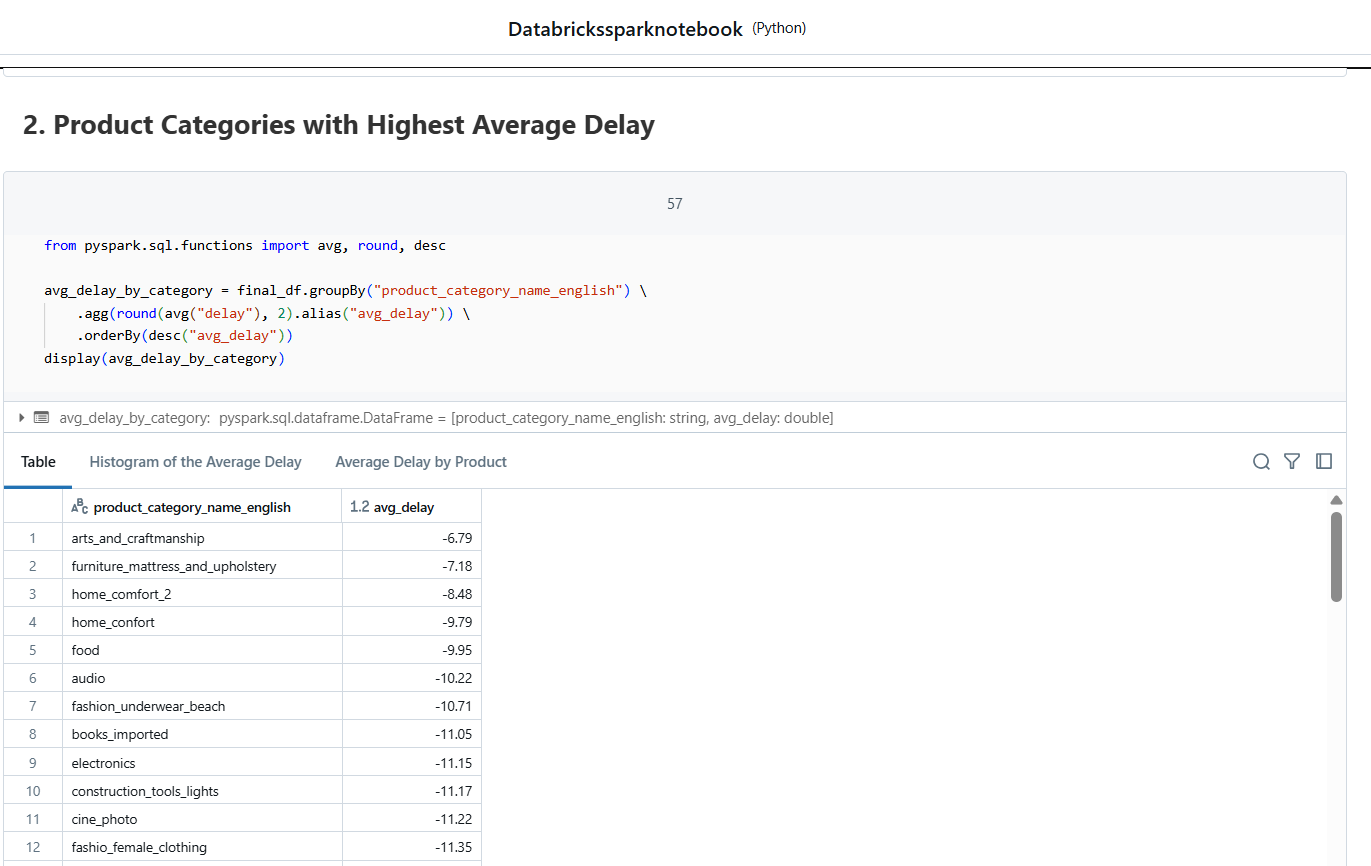 Databrickssparknotebook (Python)
2. Product Categories with Highest Average Delay
57
from pyspark.sql.functions import avg, round, desc
avg_delay_by_category = final_df.groupBy("product_category_name_english") \
.agg(round(avg("delay"), 2).alias("avg_delay")) \
.orderBy(desc("avg_delay"))
display(avg_delay_by_category)
avg_delay_by_category: pyspark.sql.dataframe.DataFrame = [product_category_name_english: string, avg_delay: double]
Table Histogram of the Average Delay Average Delay by Product
ABC product_category_name_english 1.2 avg_delay
1 arts_and_craftmanship -6.79
2 furniture_mattress_and_upholstery -7.18
3 home_comfort_2 -8.48
4 home_confort -9.79
5 food -9.95
6 audio -10.22
7 fashion_underwear_beach -10.71
8 books_imported -11.05
9 electronics -11.15
10 construction_tools_lights -11.17
11 cine_photo -11.22
12 fashio_female_clothing -11.35